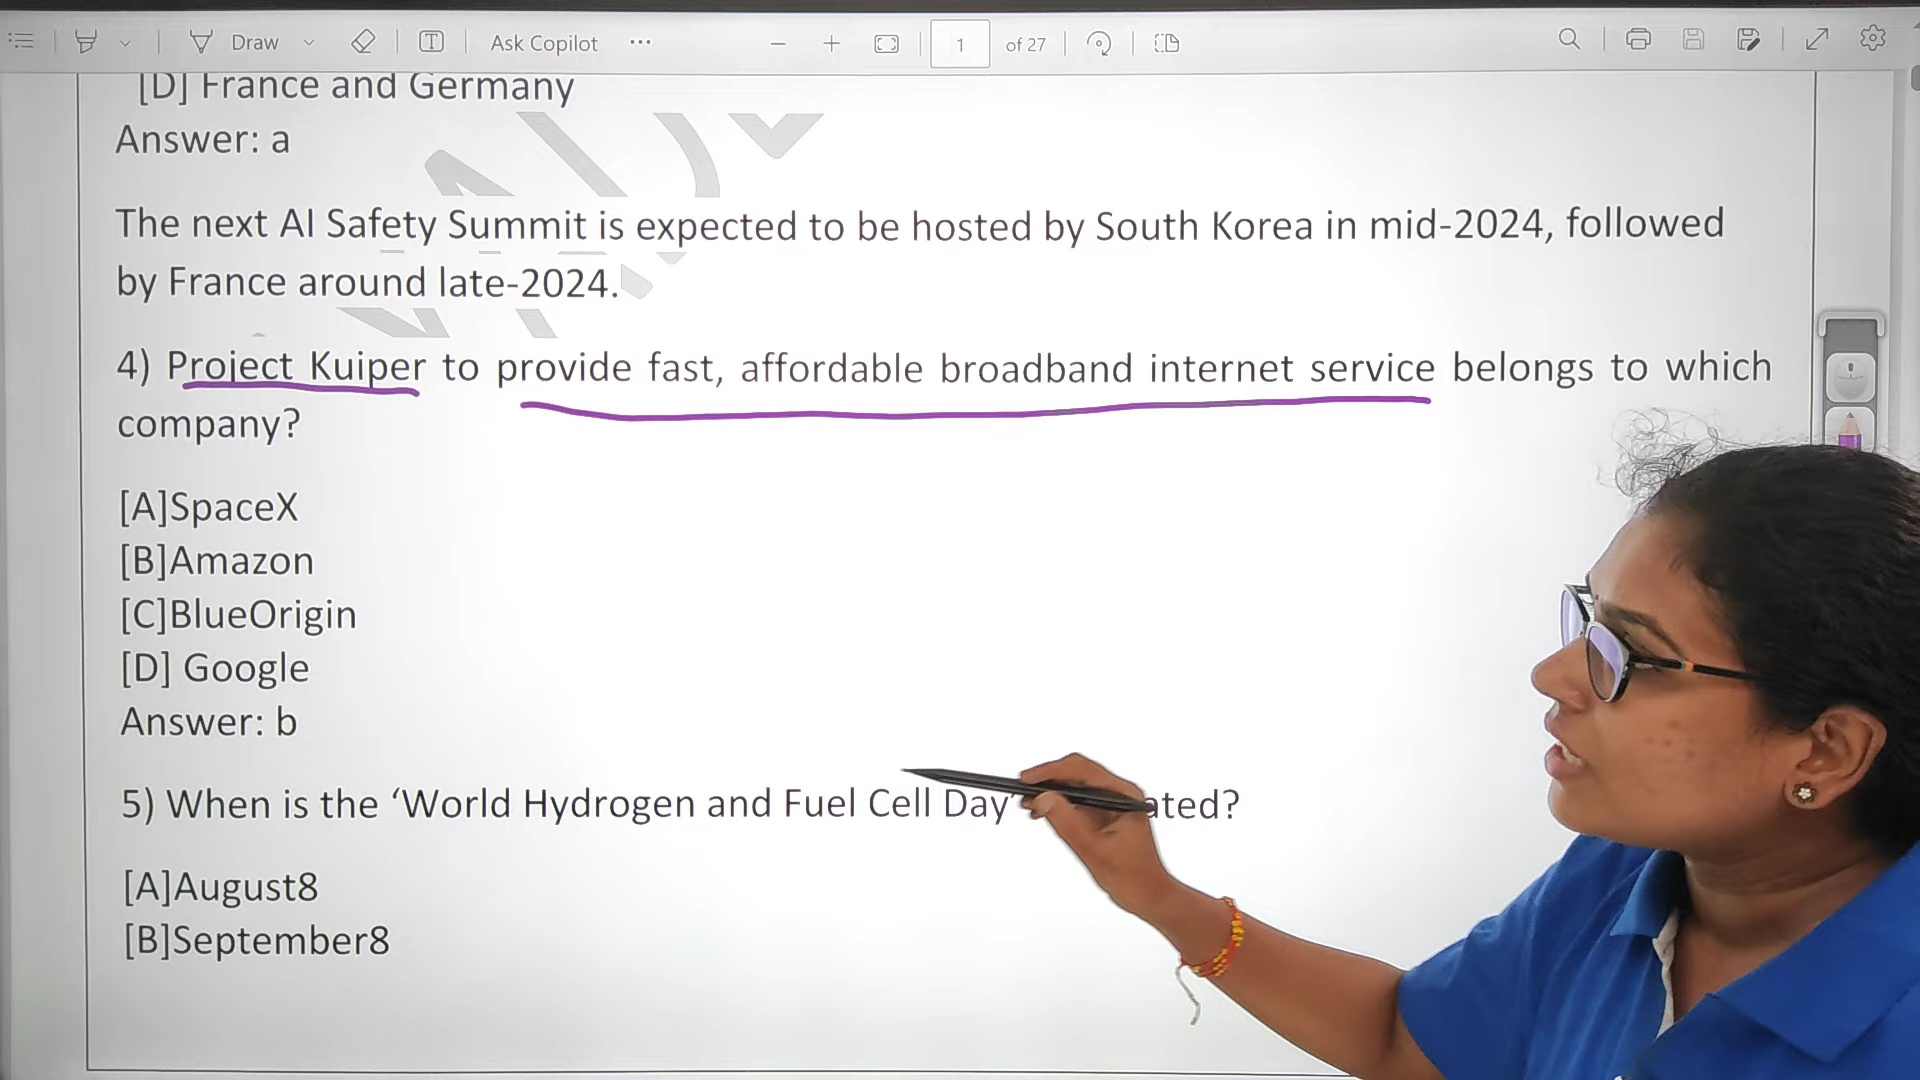 Draw
Ask Copilot
1 of 27
[D] France and Germany
Answer: a
The next AI Safety Summit is expected to be hosted by South Korea in mid-2024, followed
by France around late-2024.
4) Project Kuiper to provide fast, affordable broadband internet service belongs to which
company?
[A]SpaceX
[B]Amazon
[C]BlueOrigin
[D] Google
Answer: b
5) When is the ‘World Hydrogen and Fuel Cell Day’ ated?
[A]August8
[B]September8